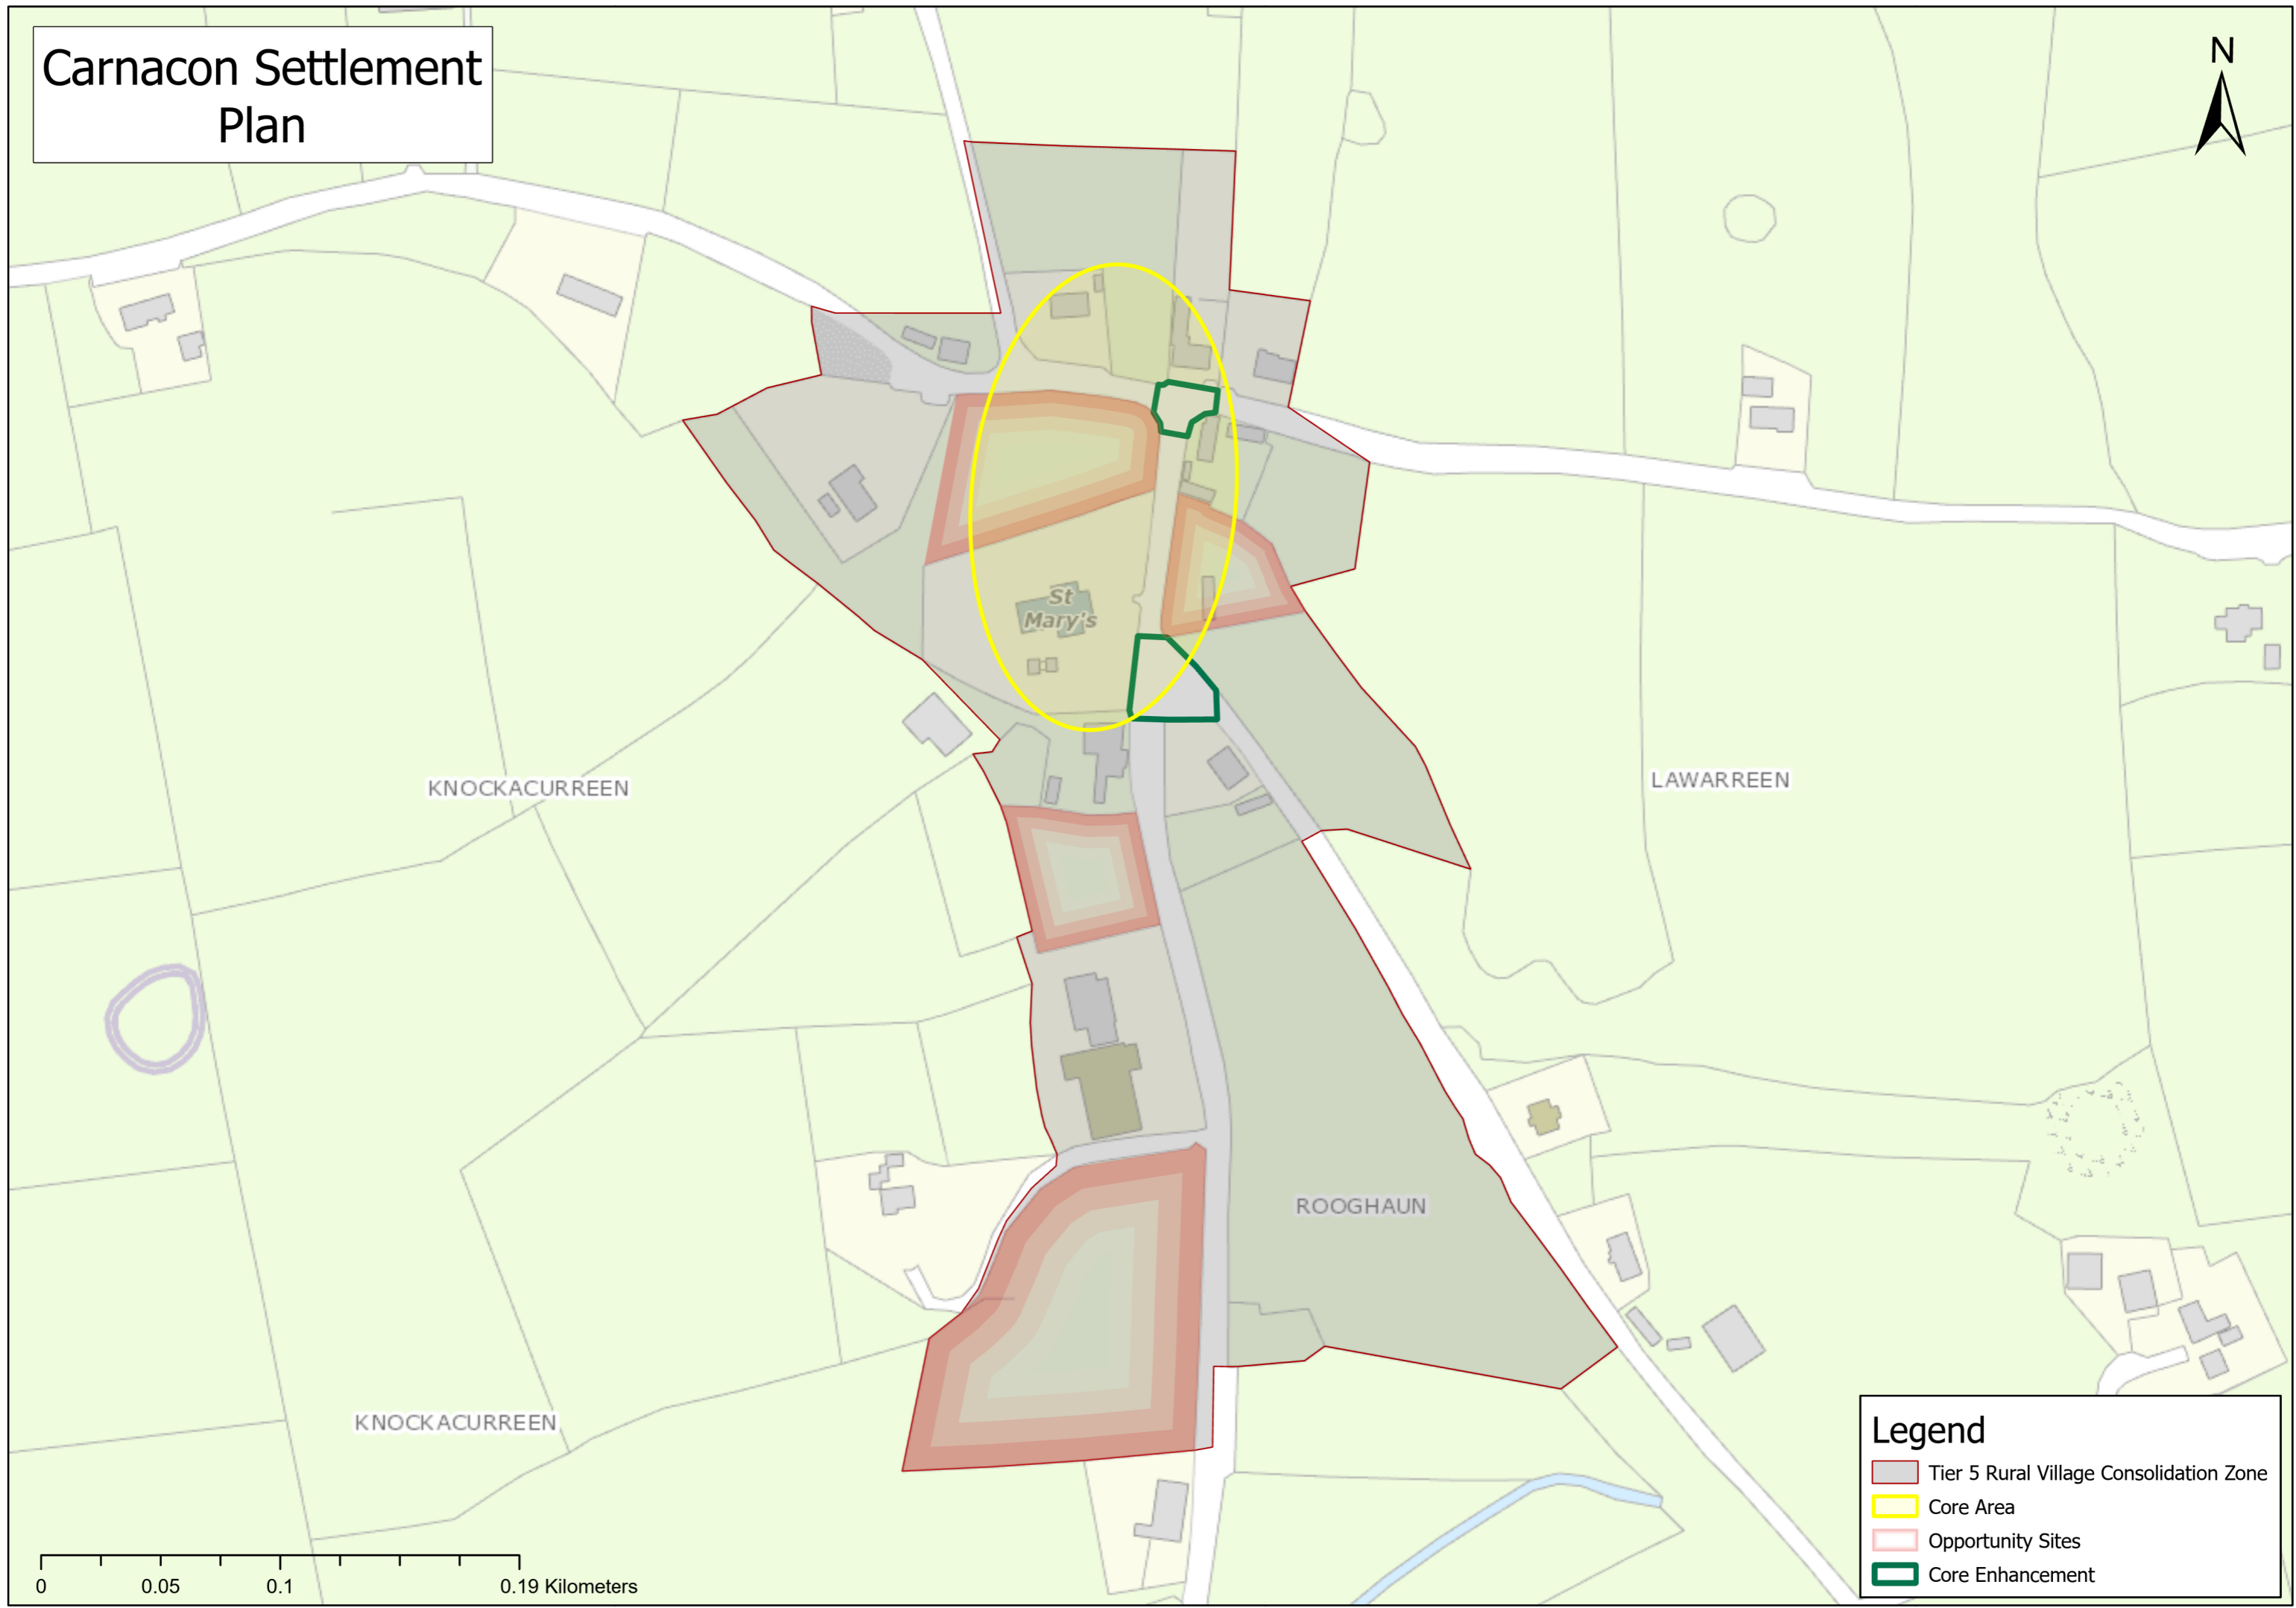 Carnacon Settlement
Plan
N
St
Mary's
KNOCKACURREEN
LAWARREEN
ROOGHAUN
KNOCKACURREEN
Legend
Tier 5 Rural Village Consolidation Zone
Core Area
Opportunity Sites
Core Enhancement
0 0.05 0.1 0.19 Kilometers